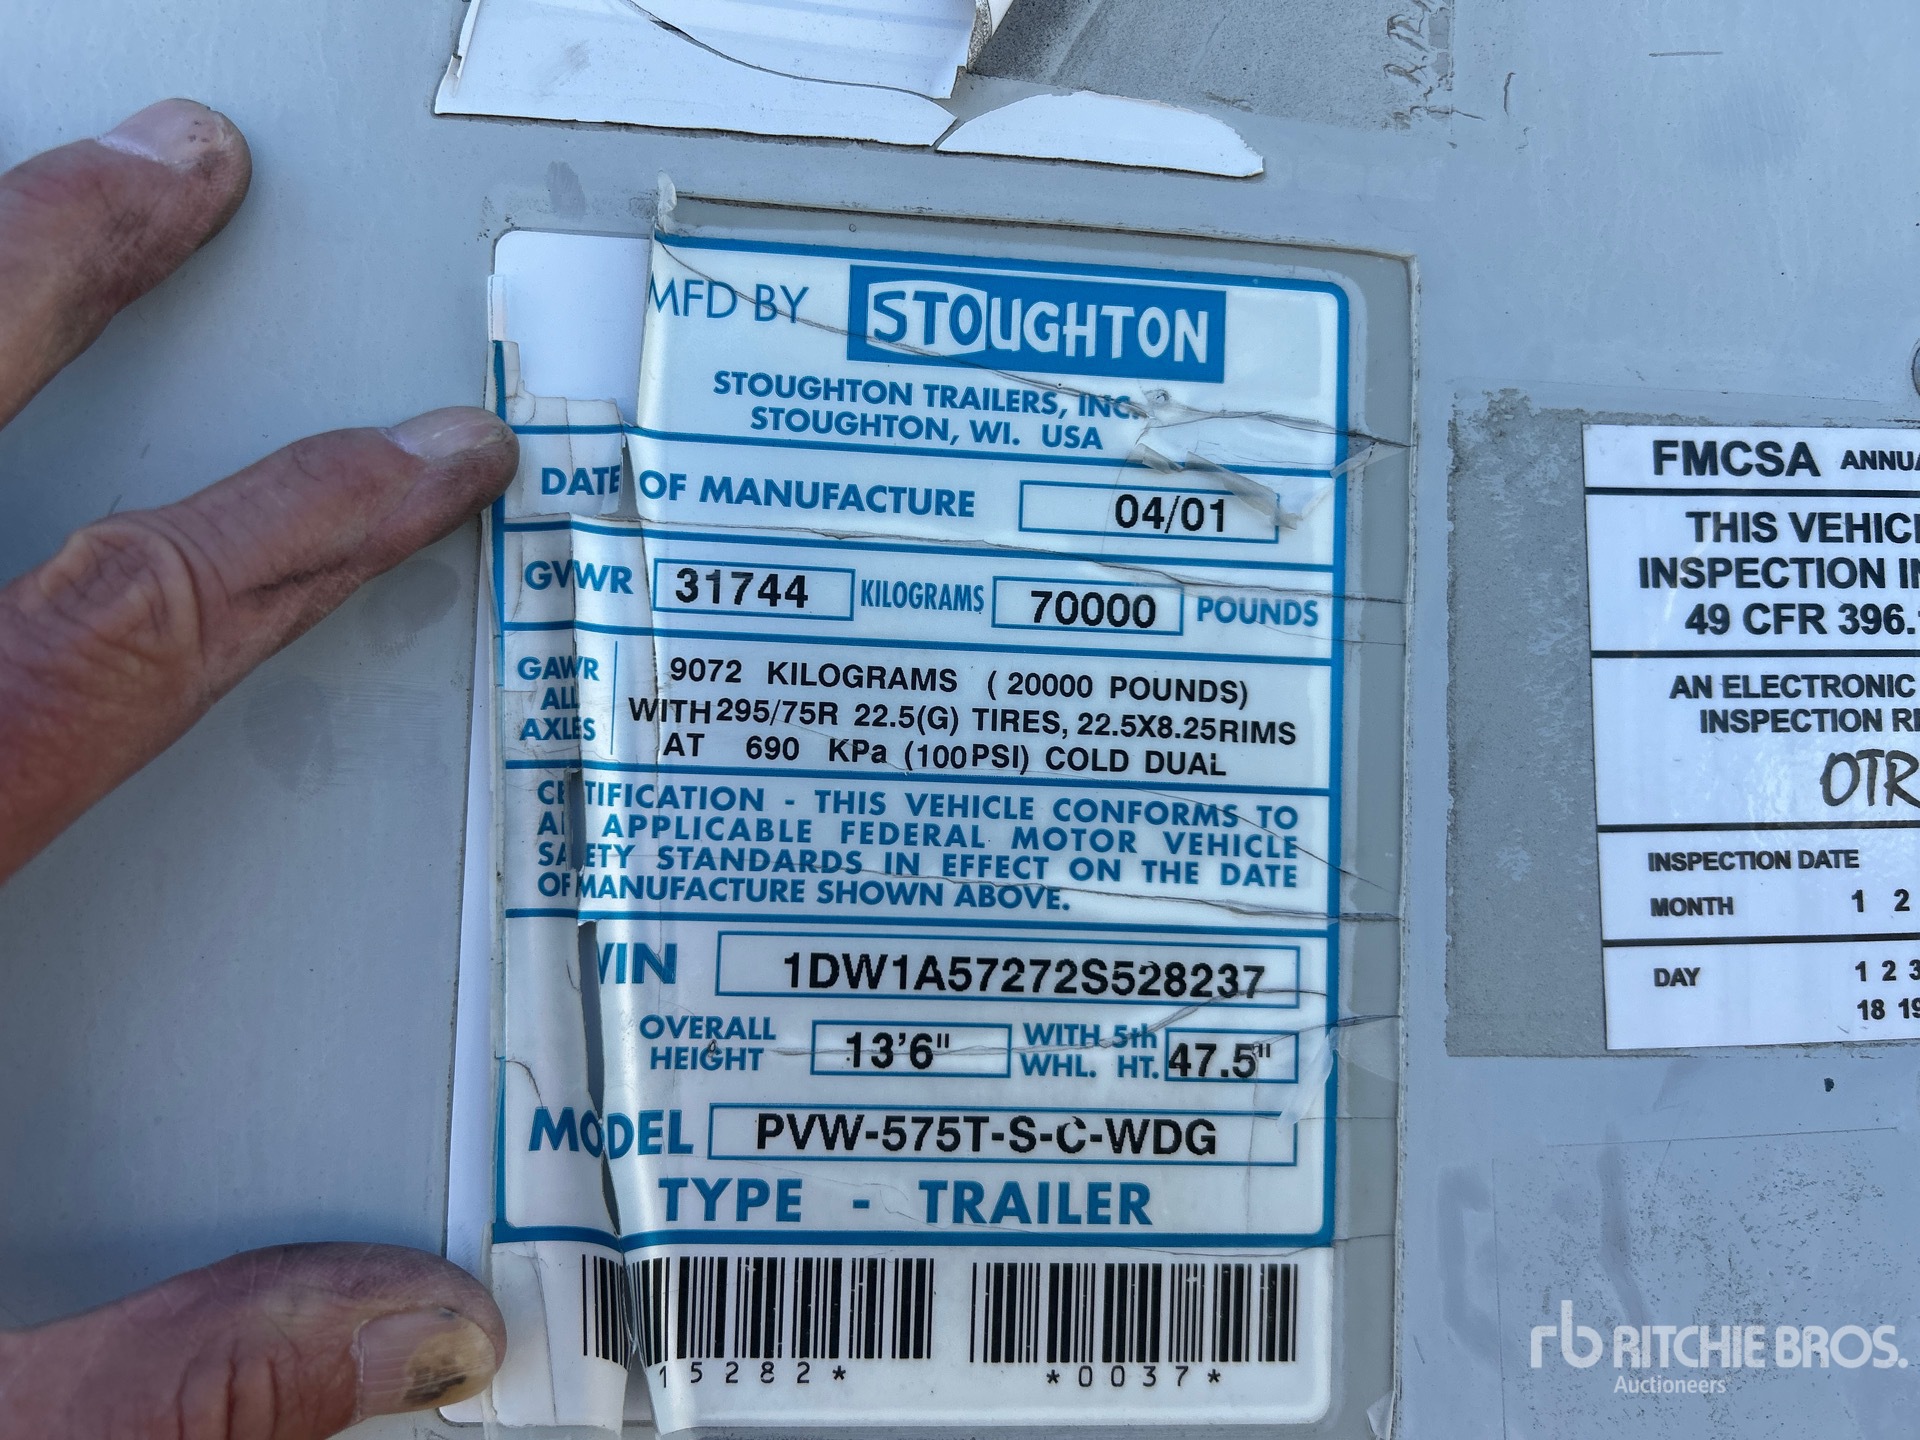 MFD BY STOUGHTON
STOUGHTON TRAILERS, INC.
STOUGHTON, WI. USA
DATE OF MANUFACTURE 04/01
GVWR 31744 KILOGRAMS 70000 POUNDS
GAWR ALL AXLES
9072 KILOGRAMS (20000 POUNDS)
WITH 295/75R 22.5(G) TIRES, 22.5X8.25RIMS
AT 690 KPa (100PSI) COLD DUAL
CERTIFICATION - THIS VEHICLE CONFORMS TO
APPLICABLE FEDERAL MOTOR VEHICLE
SAFETY STANDARDS IN EFFECT ON THE DATE
OF MANUFACTURE SHOWN ABOVE.
VIN 1DW1A57272S528237
OVERALL HEIGHT 13'6" WITH 5th WHL. HT. 47.5"
MODEL PVW-575T-S-C-WDG
TYPE - TRAILER
15282* *0037*
FMCSA
THIS
INSPECTION
49 CFR 396.
AN ELECTRONIC
INSPECTION
OTR
INSPECTION DATE
MONTH 1 2
DAY 1 2 3
18 19
rb RITCHIE BROS.
Auctioneers